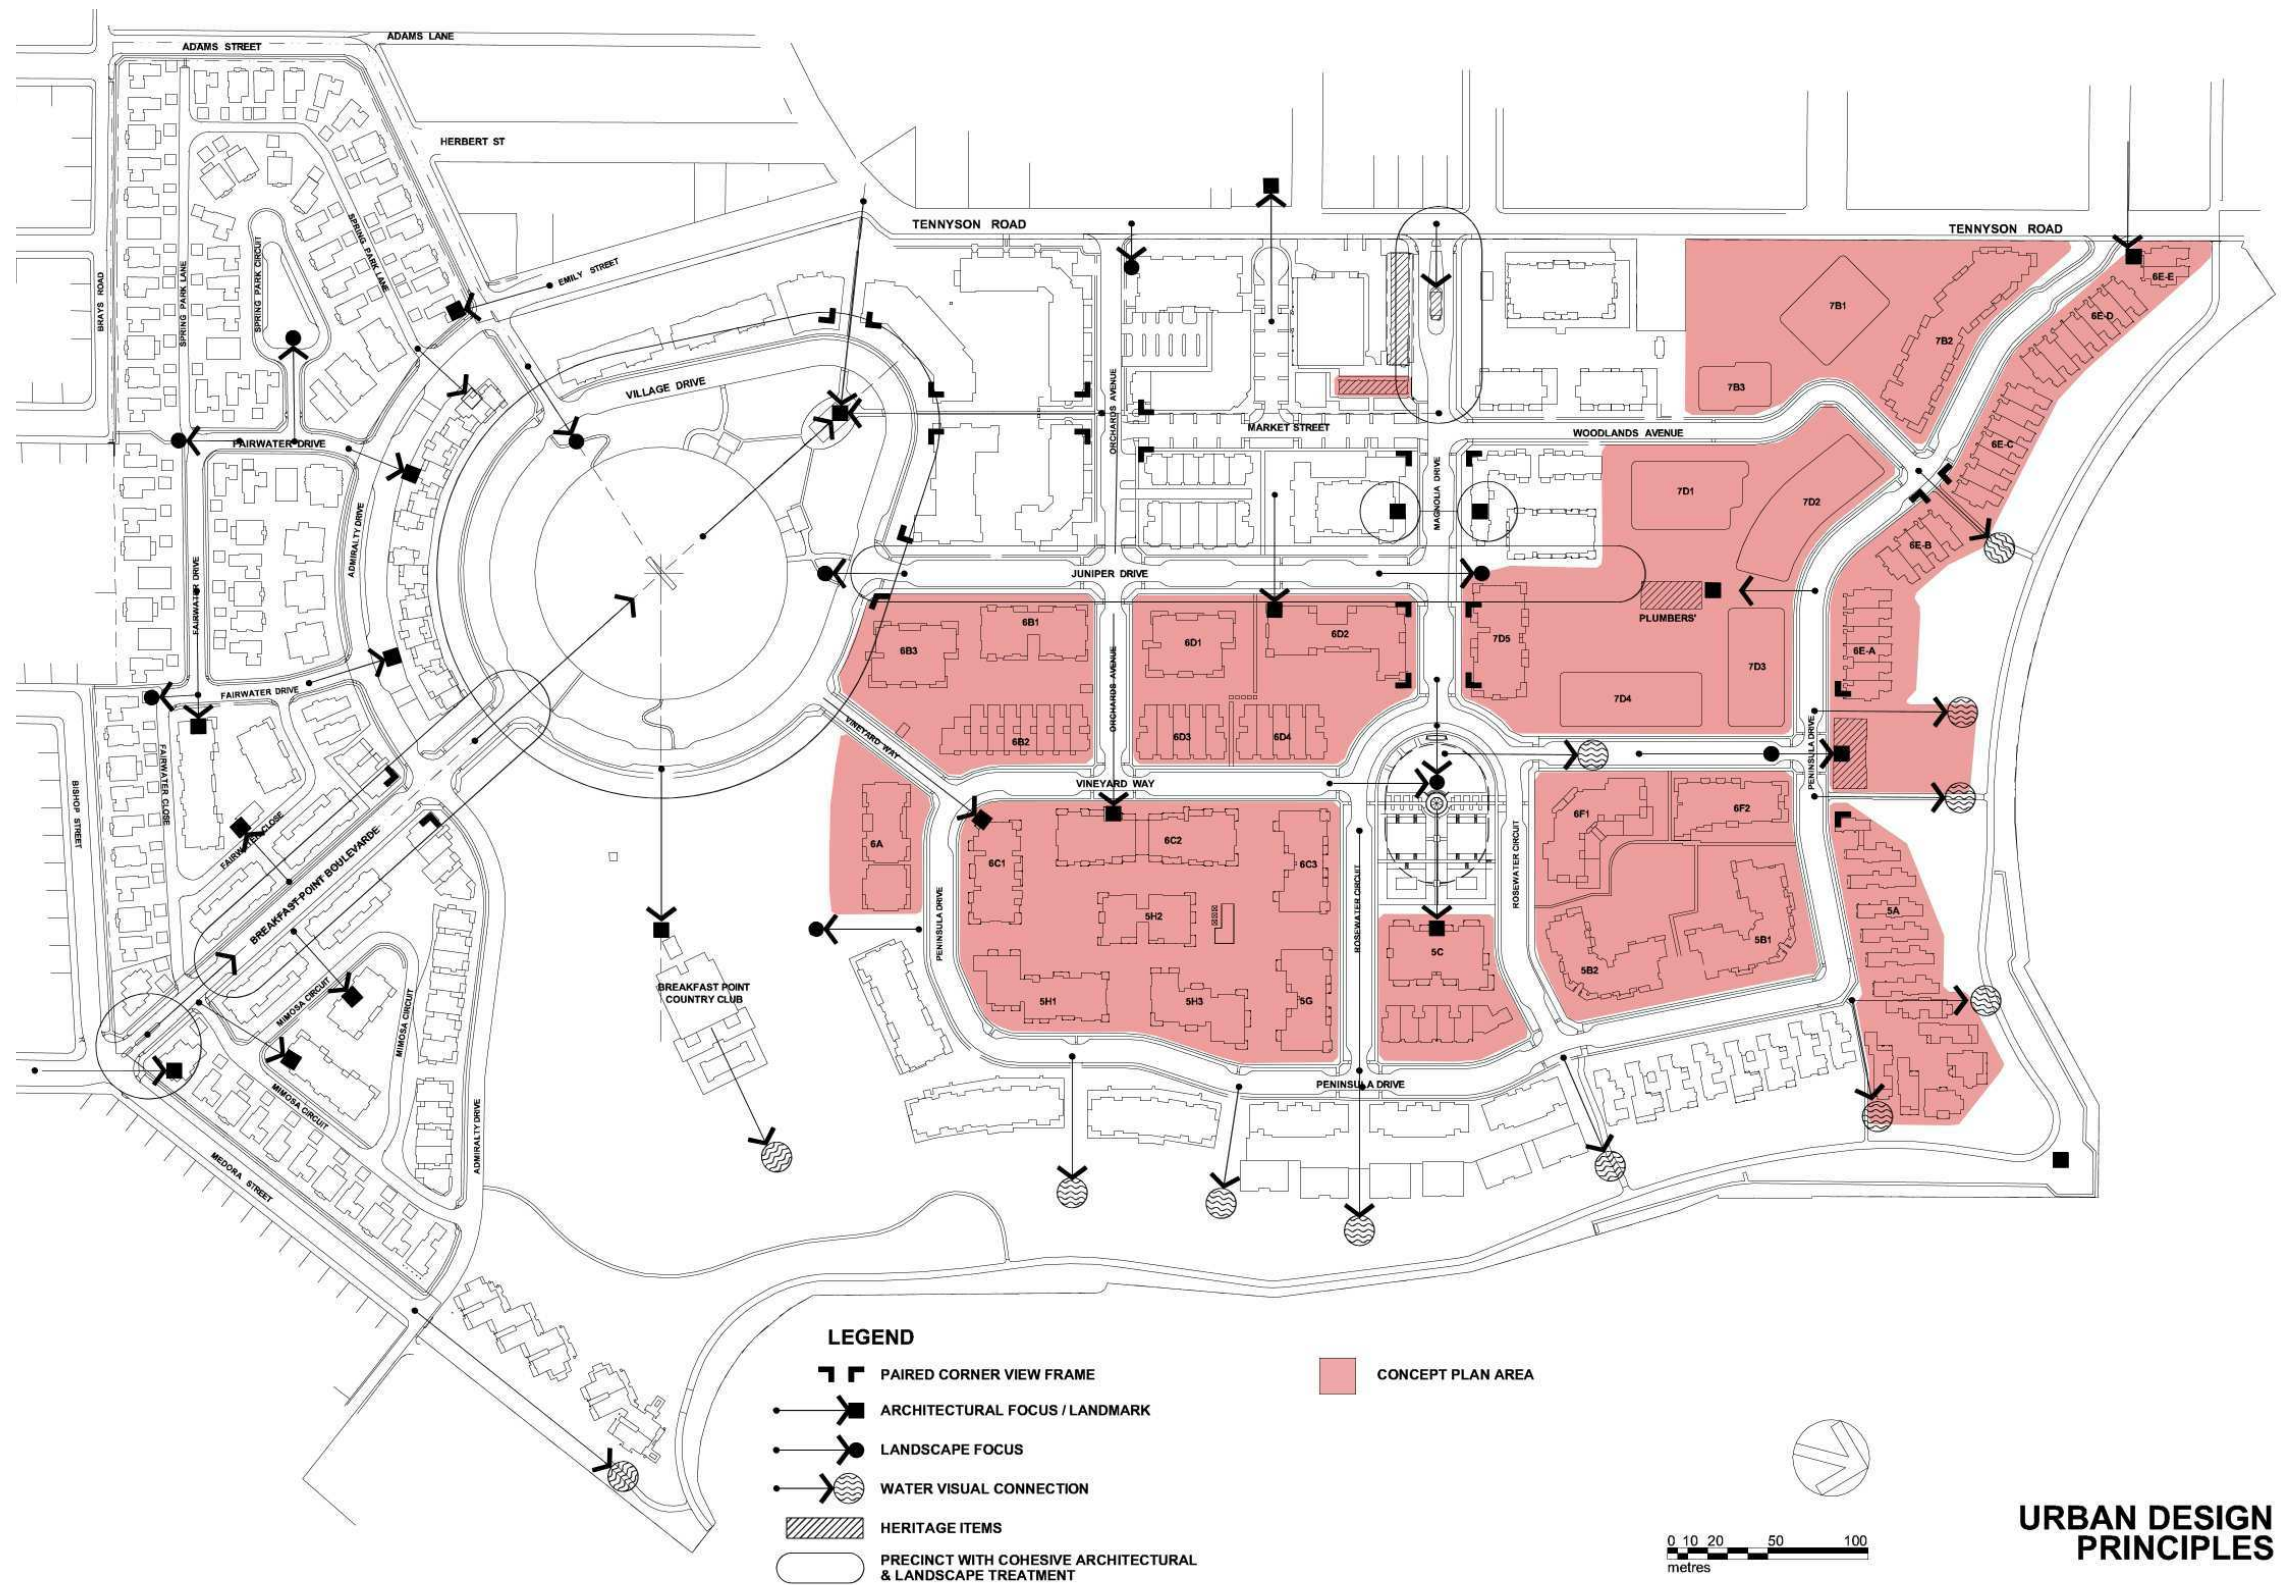 ADAMS LANE
ADAMS STREET
HERBERT ST
TENNYSON ROAD
TENNYSON ROAD
EMILY STREET
BRAYS ROAD
SPRING PARK LANE
SPRING PARK CIRCUIT
SPRING PARK LANE
6E-E
7B1
6E-D
7B2
7B3
VILLAGE DRIVE
ORCHARDS AVENUE
MARKET STREET
WOODLANDS AVENUE
FAIRWATER DRIVE
6E-C
MAGNOLIA DRIVE
7D1
7D2
ADMIRALTY DRIVE
6E-B
JUNIPER DRIVE
FAIRWATER DRIVE
PLUMBERS'
6B1
6B3
6D1
6D2
7D5
6E-A
7D3
7D4
FAIRWATER DRIVE
ORCHARDS AVENUE
VINEYARD WAY
6B2
6D3
6D4
PENINSULA DRIVE
FAIRWATER CLOSE
BISHOP STREET
VINEYARD WAY
6F1
6F2
FAIRWATER CLOSE
BREAKFAST POINT BOULEVARDE
6A
6C1
6C2
6C3
ROSEWATER CIRCUIT
ROSEWATER CIRCUIT
PENINSULA DRIVE
5H2
5A
5B1
5C
5B2
BREAKFAST POINT
COUNTRY CLUB
MIMOSA CIRCUIT
MIMOSA CIRCUIT
5H1
5H3
5G
PENINSULA DRIVE
MIMOSA CIRCUIT
ADMIRALTY DRIVE
MEDORA STREET
LEGEND
PAIRED CORNER VIEW FRAME
CONCEPT PLAN AREA
ARCHITECTURAL FOCUS / LANDMARK
LANDSCAPE FOCUS
WATER VISUAL CONNECTION
HERITAGE ITEMS
PRECINCT WITH COHESIVE ARCHITECTURAL
& LANDSCAPE TREATMENT
0 10 20 50 100
metres
URBAN DESIGN
PRINCIPLES